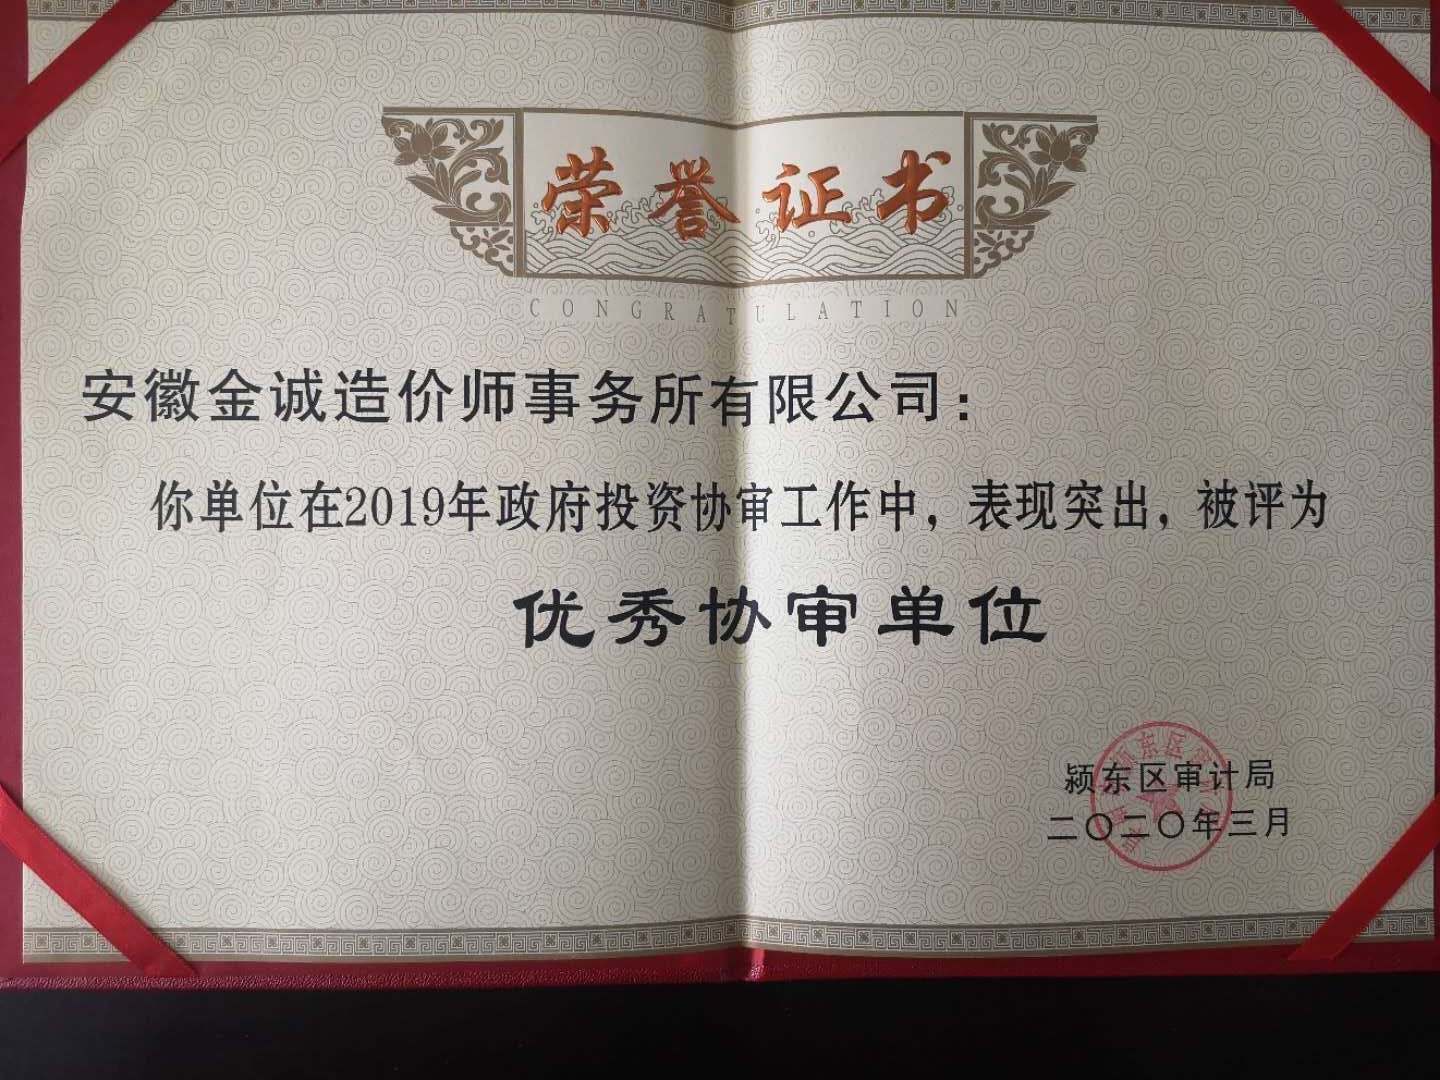 荣誉证书
CONGRATULATION
安徽金诚造价师事务所有限公司：
你单位在2019年政府投资协审工作中，表现突出，被评为
优秀协审单位
颍东区审计局
二〇二〇年三月